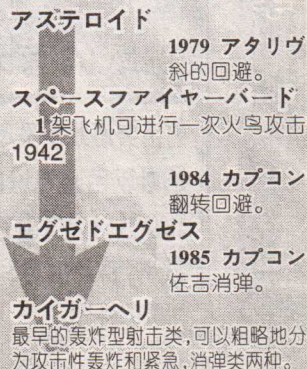 アステロイド
1979 アタリヴ
斜的回避。
スペースファイヤーバード
1 架飞机可进行一次火鸟攻击
1942
1984 カプコン
翻转回避。
エグゼドエグゼス
1985 カプコン
佐吉消弹。
カイガーヘリ
最早的轰炸型射击类,可以粗略地分
为攻击性轰炸和紧急,消弹类两种。